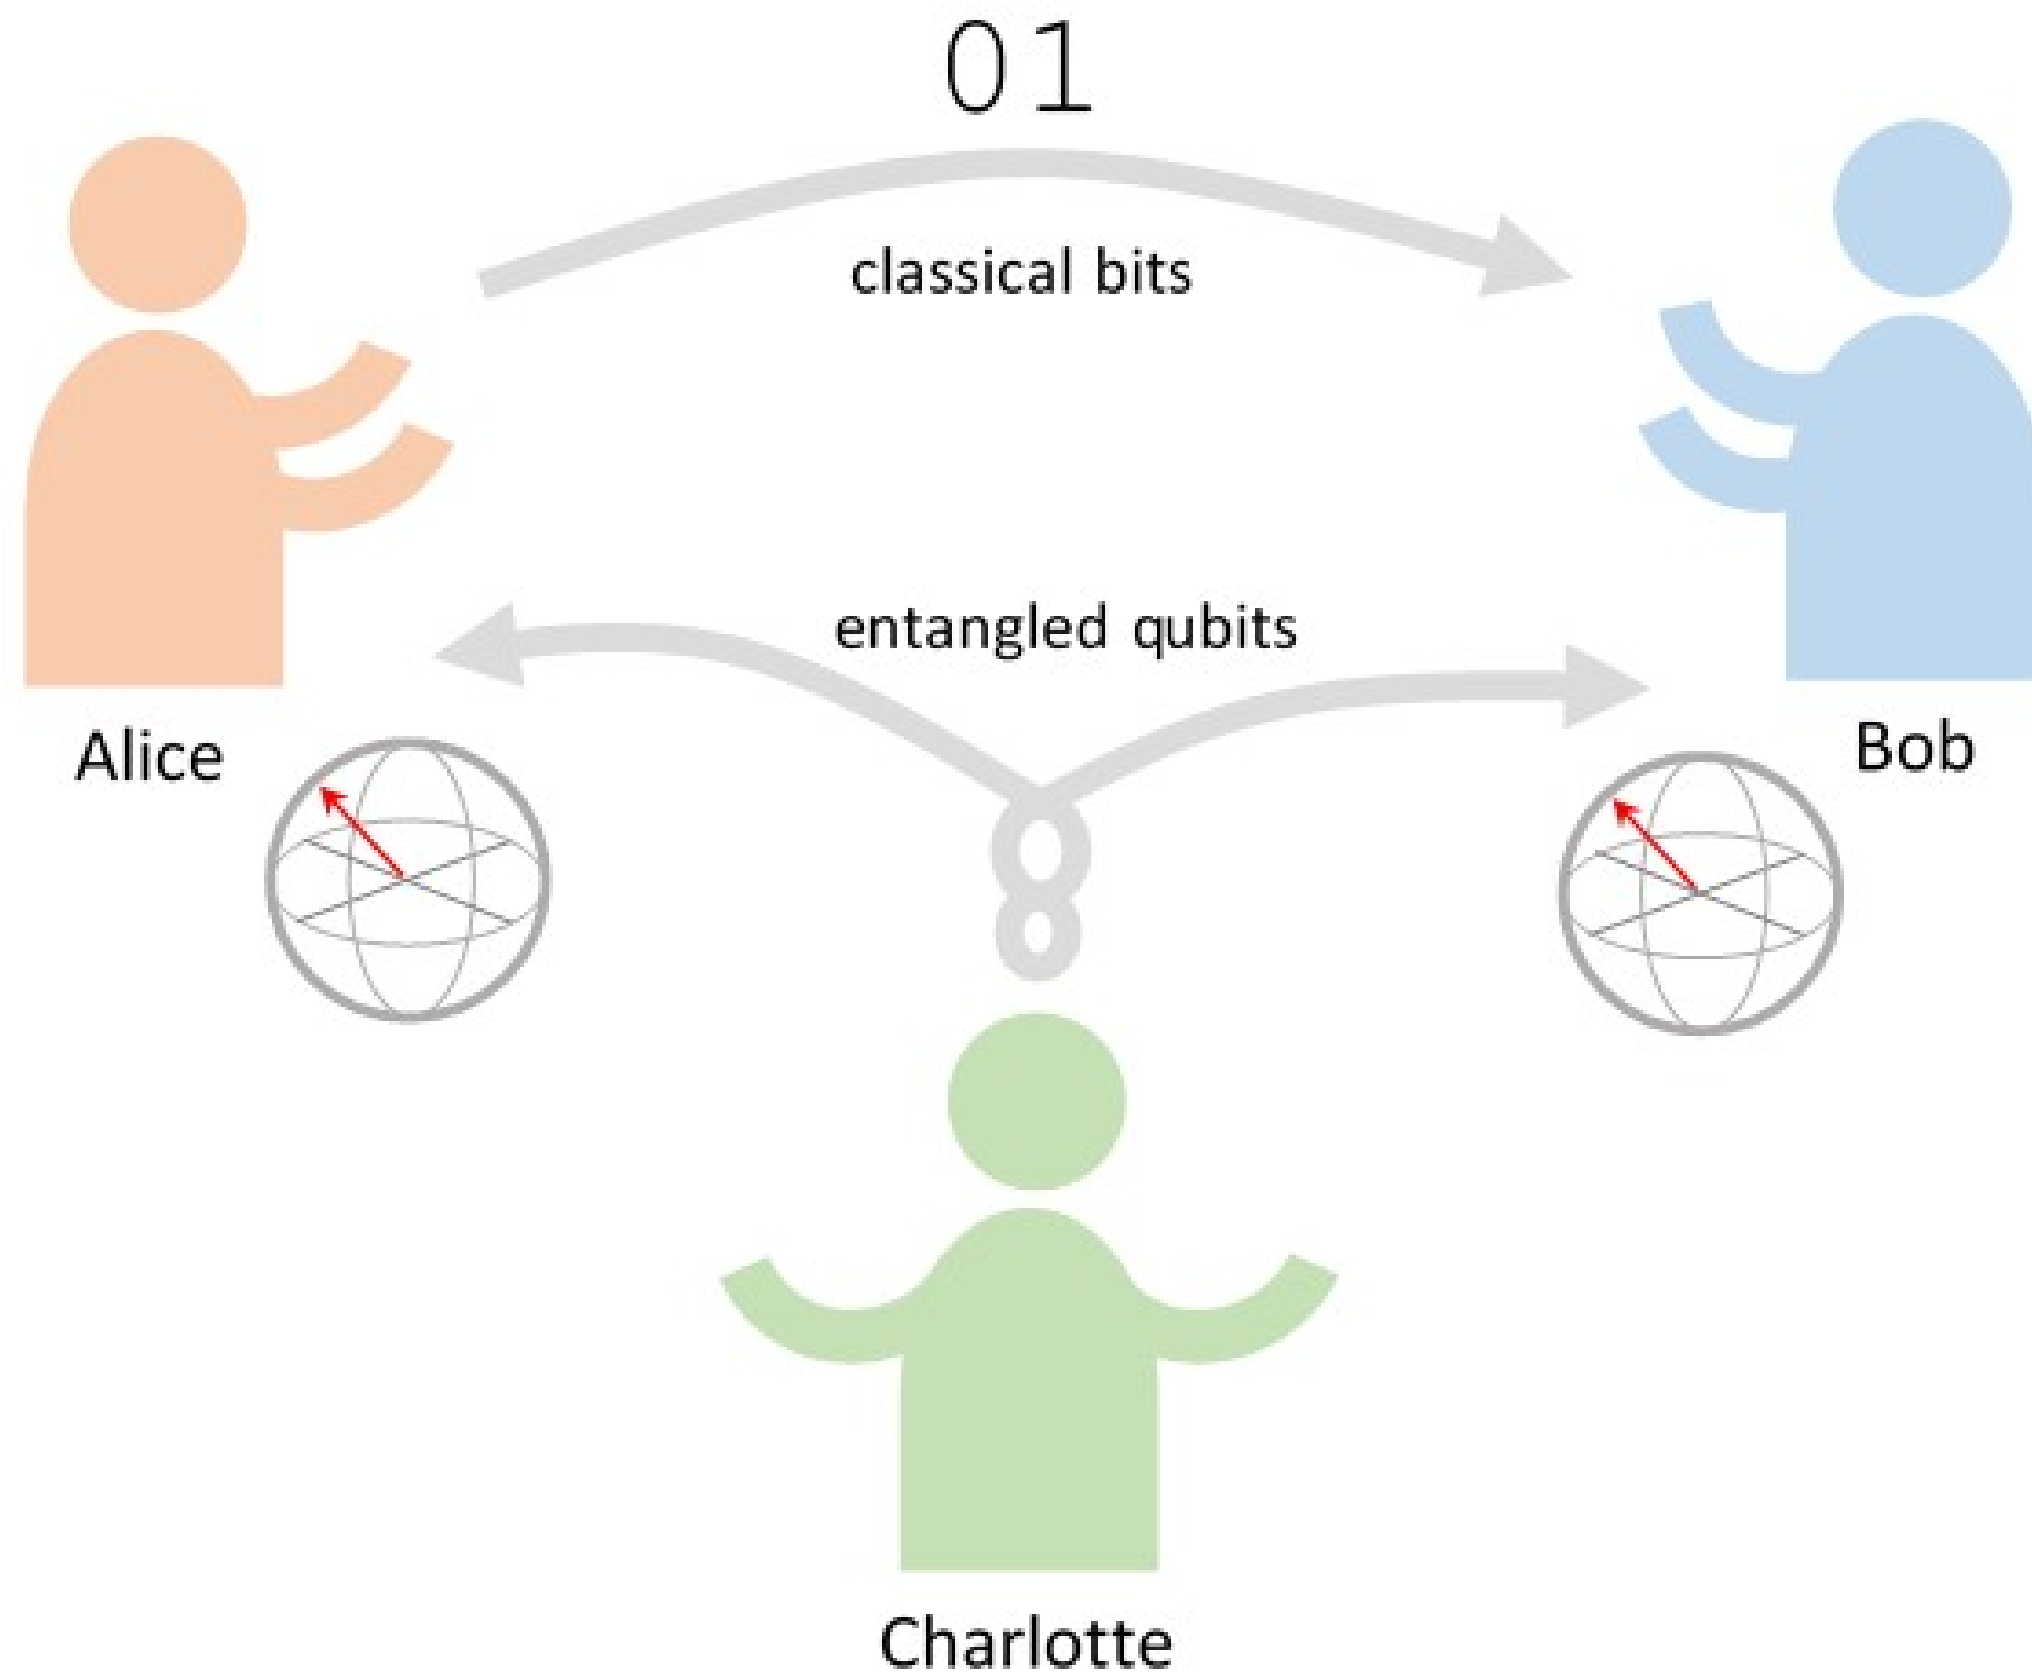 01
classical bits
entangled qubits
Alice
Bob
Charlotte